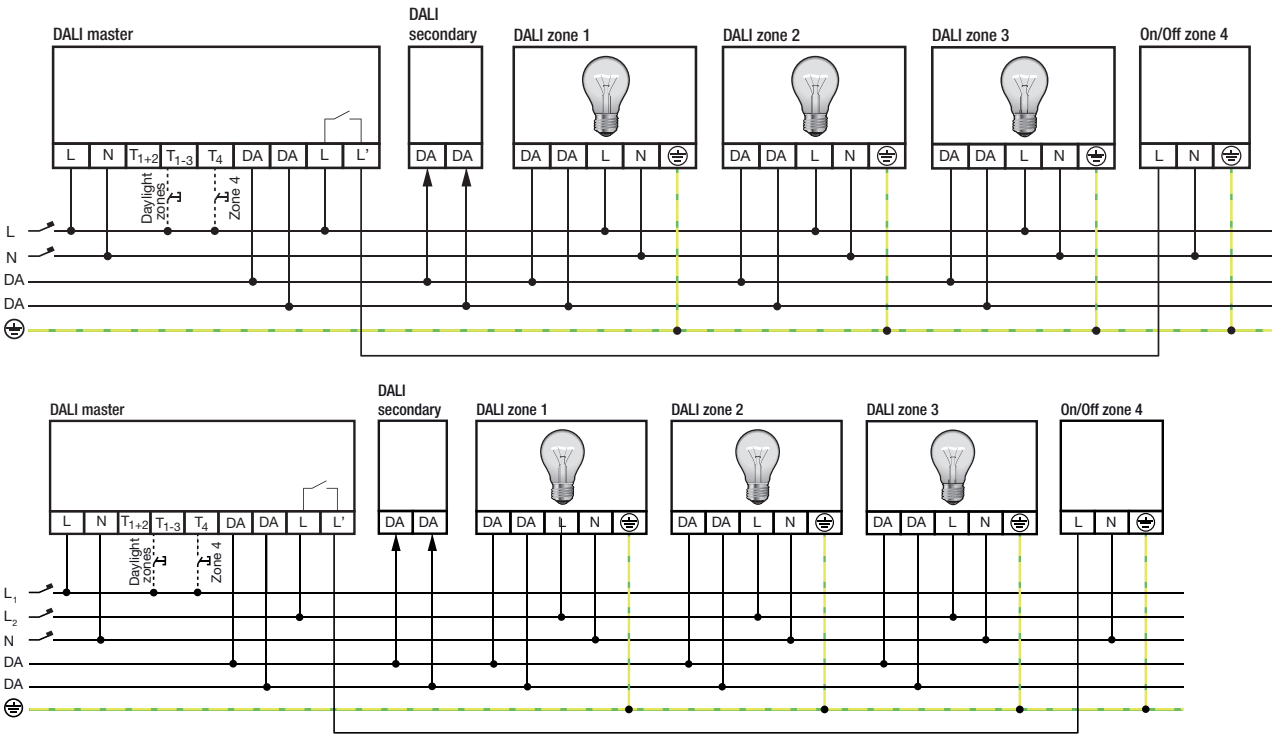 DALI master
DALI
secondary
DALI zone 1
DALI zone 2
DALI zone 3
On/Off zone 4
L N T1+2 T1-3 T4 DA DA L L’
DA DA
DA DA L N
DA DA L N
DA DA L N
L N
Daylight
zones
Zone 4
L
N
DA
DA
DALI master
DALI
secondary
DALI zone 1
DALI zone 2
DALI zone 3
On/Off zone 4
L N T1+2 T1-3 T4 DA DA L L’
DA DA
DA DA L N
DA DA L N
DA DA L N
L N
Daylight
zones
Zone 4
L1
L2
N
DA
DA